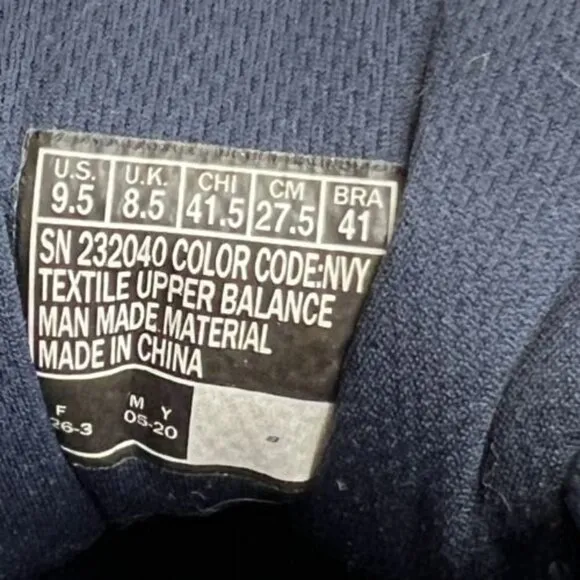 U.S. U.K. CHI CM BRA
9.5 8.5 41.5 27.5 41
SN 232040 COLOR CODE:NVY
TEXTILE UPPER BALANCE
MAN MADE MATERIAL
MADE IN CHINA
F M Y
26-3 05-20